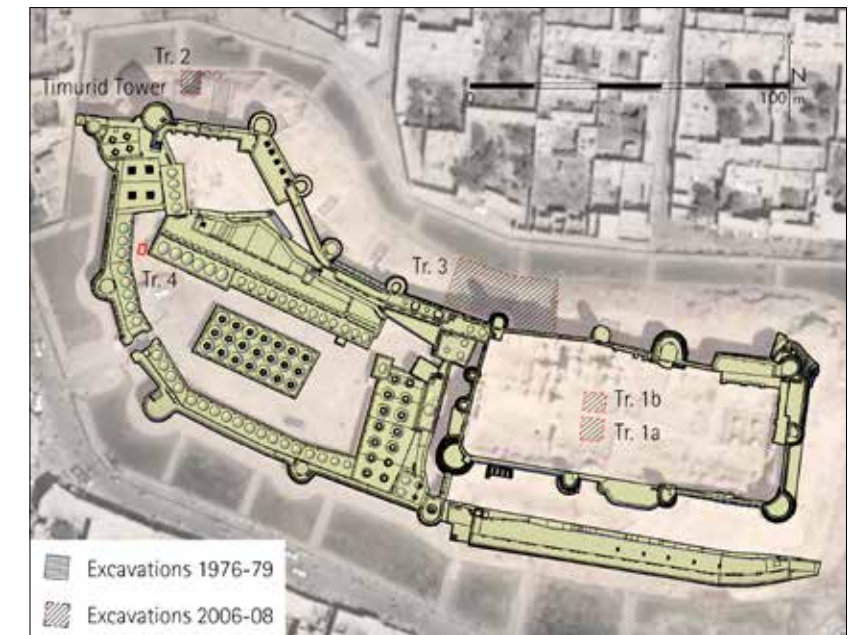 Tr. 2
Timurid Tower
N
0
100 m
Tr. 3
Tr. 4
Tr. 1b
Tr. 1a
Excavations 1976-79
Excavations 2006-08